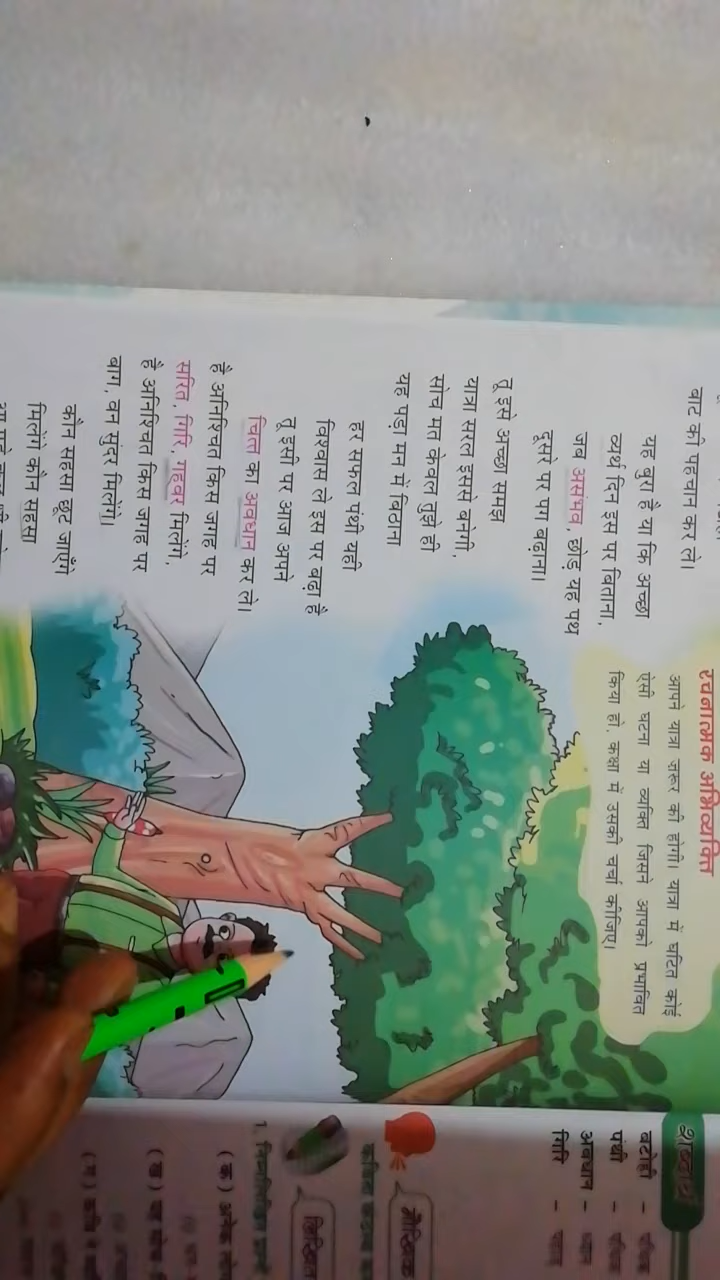 बाट की पहचान कर ले।
यह बुरा है या कि अच्छा
व्यर्थ दिन इस पर बिताना,
जब असंभव, छोड़ यह पथ
दूसरे पर पग बढ़ाना।
तू इसे अच्छा समझ
यात्रा सरल इससे बनेगी,
सोच मत केवल तुझे ही
यह पड़ा मन में बिठाना
हर सफल पंथी यही
विश्वास ले इस पर बढ़ा है
तू इसी पर आज अपने
चित्त का अवधान कर ले।
है अनिश्चित किस जगह पर
सरित, गिरि, गह्वर मिलेंगे,
है अनिश्चित किस जगह पर
बाग, वन सुंदर मिलेंगे।
कौन सहसा छूट जाएँगे
मिलेंगे कौन सहसा
रचनात्मक अभिव्यक्ति
आपने यात्रा ज़रूर की होगी। यात्रा में घटित कोई
ऐसी घटना या व्यक्ति जिसने आपको प्रभावित
किया हो, कक्षा में उसकी चर्चा कीजिए।
शब्दार्थ
बटोही –
पंथी –
अवधान –
गिरि –
मौखिक
लिखित
1.
(क)
(ख)
(ग)